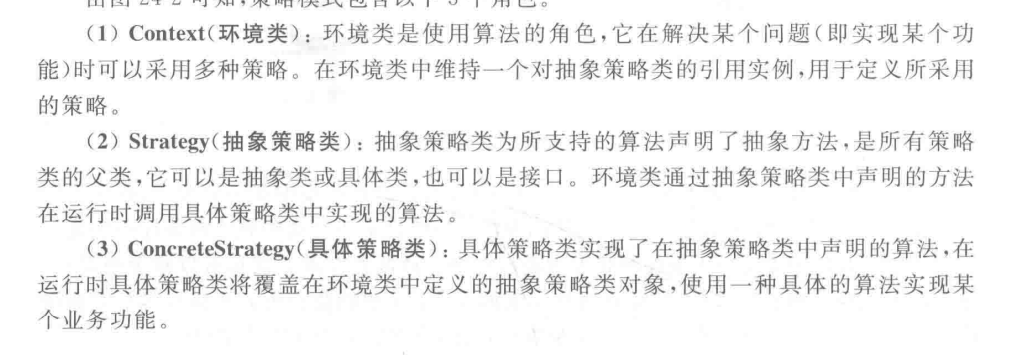 (1) Context(环境类)：环境类是使用算法的角色,它在解决某个问题(即实现某个功
能)时可以采用多种策略。在环境类中维持一个对抽象策略类的引用实例,用于定义所采用
的策略。
(2) Strategy(抽象策略类)：抽象策略类为所支持的算法声明了抽象方法,是所有策略
类的父类,它可以是抽象类或具体类,也可以是接口。环境类通过抽象策略类中声明的方法
在运行时调用具体策略类中实现的算法。
(3) ConcreteStrategy(具体策略类)：具体策略类实现了在抽象策略类中声明的算法,在
运行时具体策略类将覆盖在环境类中定义的抽象策略类对象,使用一种具体的算法实现某
个业务功能。